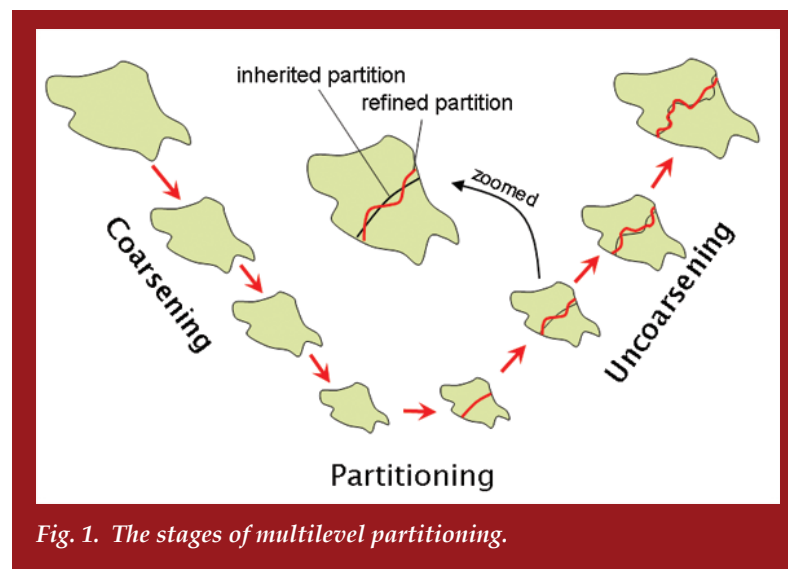 inherited partition
refined partition
zoomed
Coarsening
Uncoarsening
Partitioning
Fig. 1. The stages of multilevel partitioning.